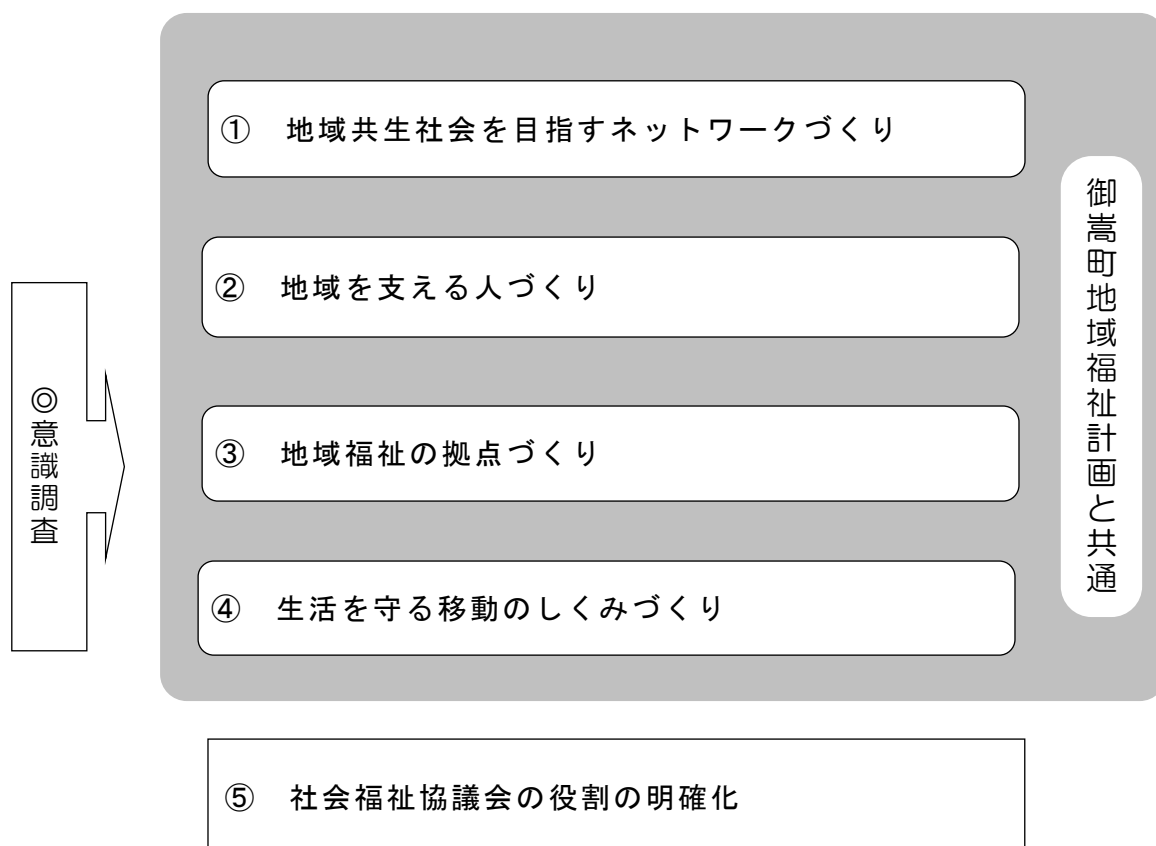 ① 地域共生社会を目指すネットワークづくり
② 地域を支える人づくり
③ 地域福祉の拠点づくり
④ 生活を守る移動のしくみづくり
御嵩町地域福祉計画と共通
◎意識調査
⑤ 社会福祉協議会の役割の明確化